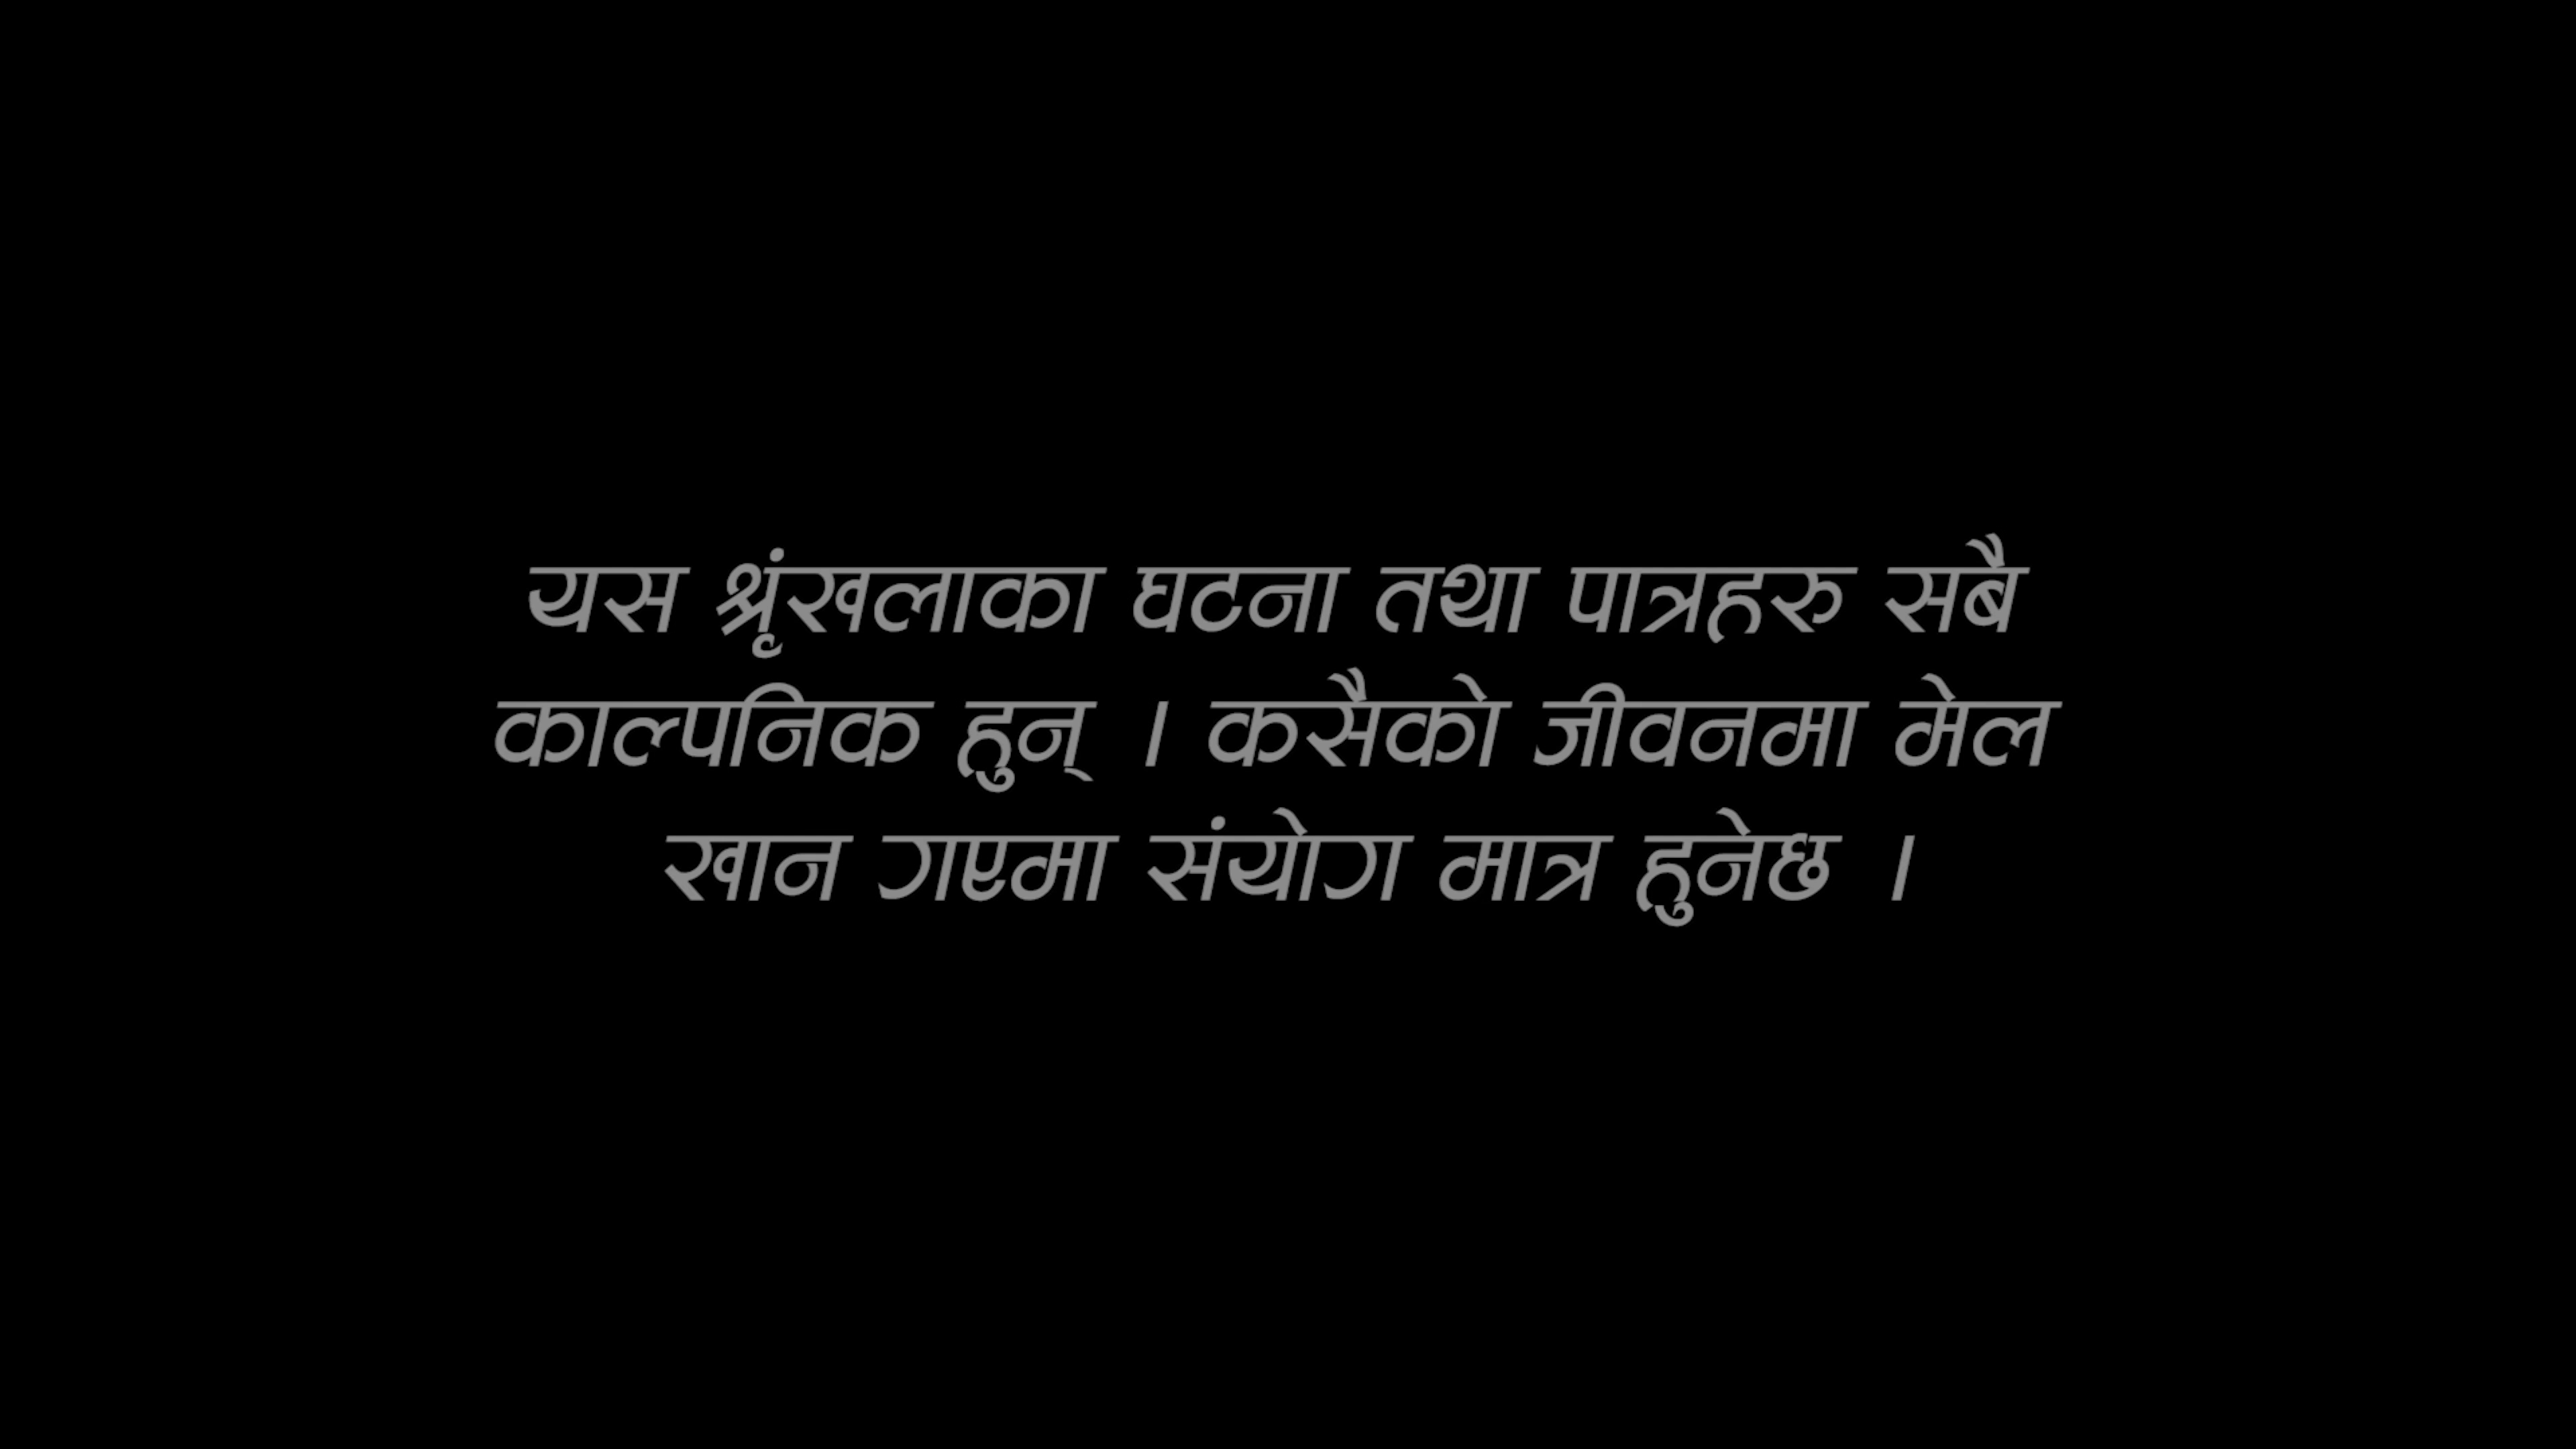 यस श्रृंखलाका घटना तथा पात्रहरु सबै
काल्पनिक हुन् । कसैको जीवनमा मेल
खान गएमा संयोग मात्र हुनेछ ।